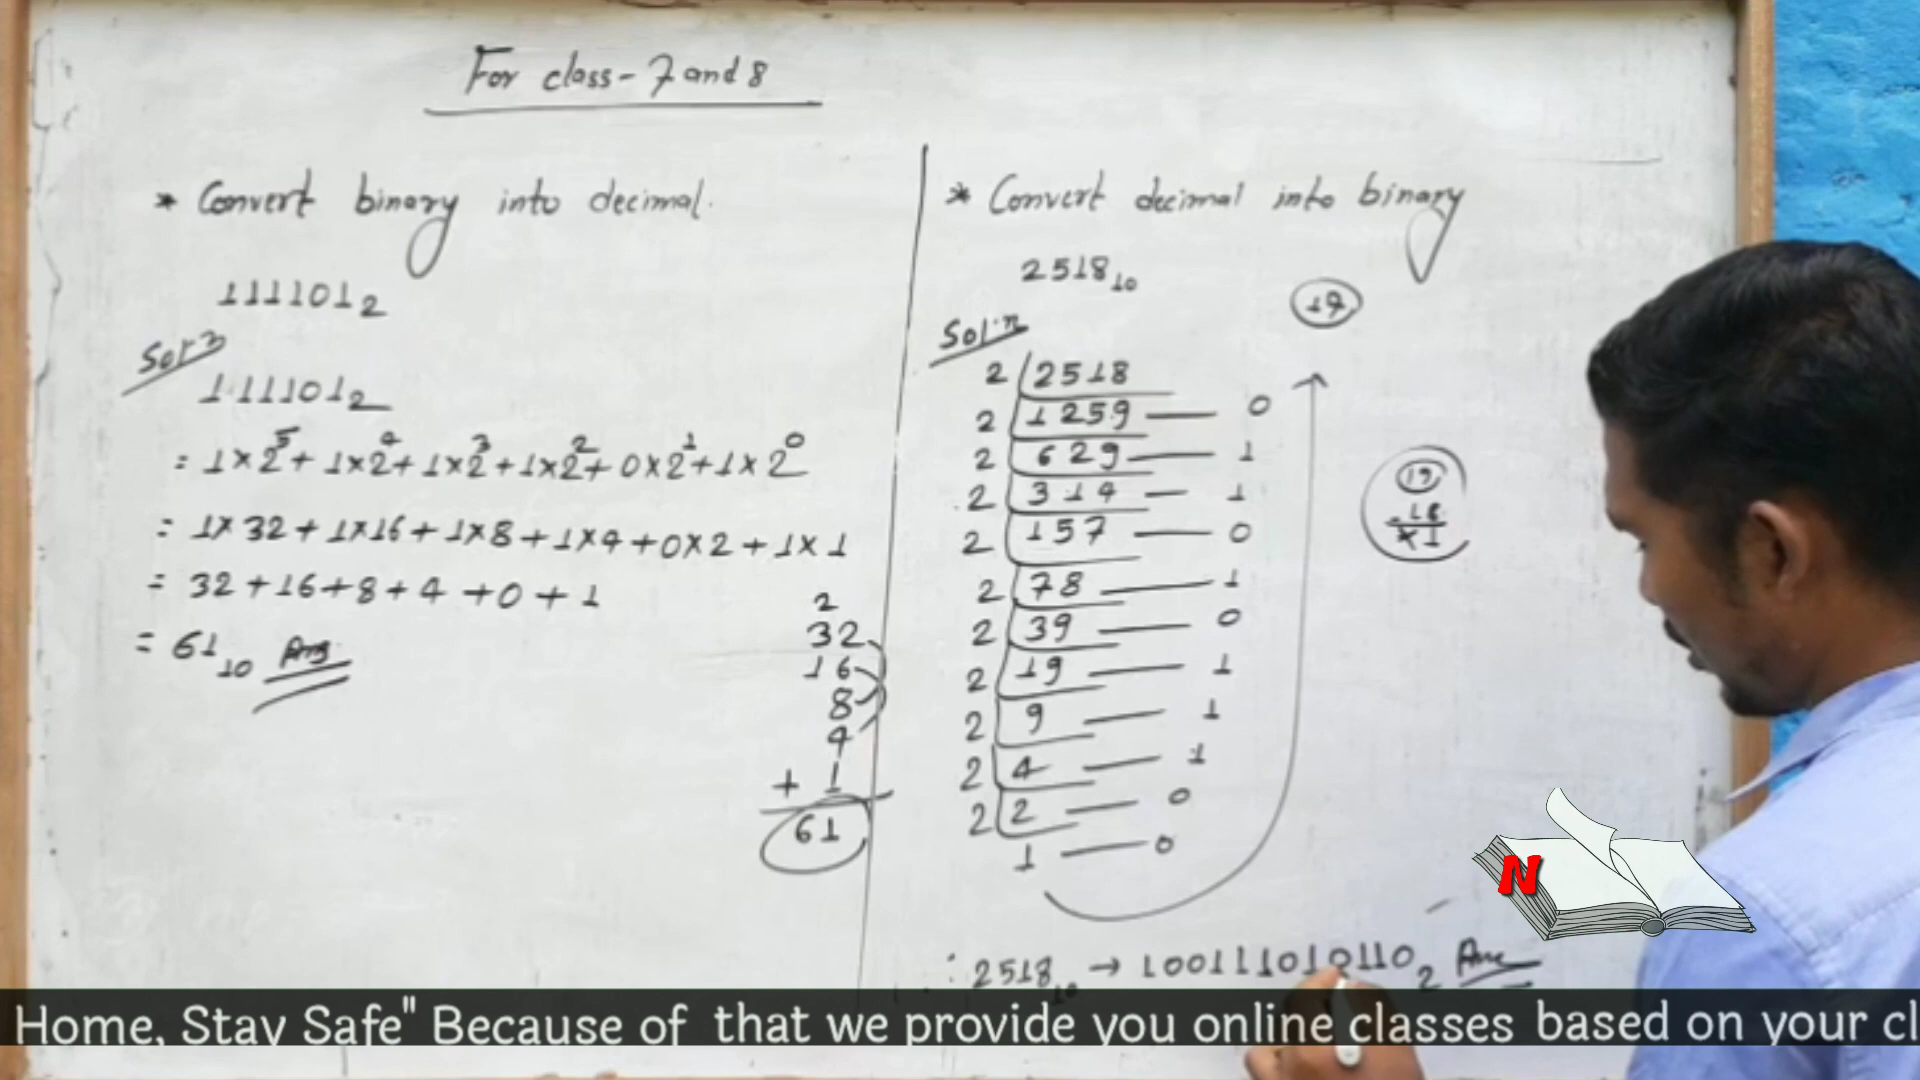 For class - 7 and 8
* Convert binary into decimal.
111101₂
Sol:n
111101₂
= 1×2⁵+ 1×2⁴+ 1×2³+1×2²+ 0×2¹+1×2⁰
= 1×32+1×16+1×8+1×4+0×2+1×1
= 32+16+8+4+0+1
= 61₁₀ Ans.
2
32
16
8
4
+ 1
61
* Convert decimal into binary
2518₁₀
Sol:n
2 2518
2 1259 — 0
2 629 — 1
2 314 — 1
2 157 — 0
2 78 — 1
2 39 — 0
2 19 — 1
2 9 — 1
2 4 — 1
2 2 — 0
1 — 0
19
-18
×1
∴ 2518₁₀ → 100111010110₂ Ans
N
Home, Stay Safe" Because of that we provide you online classes based on your cl